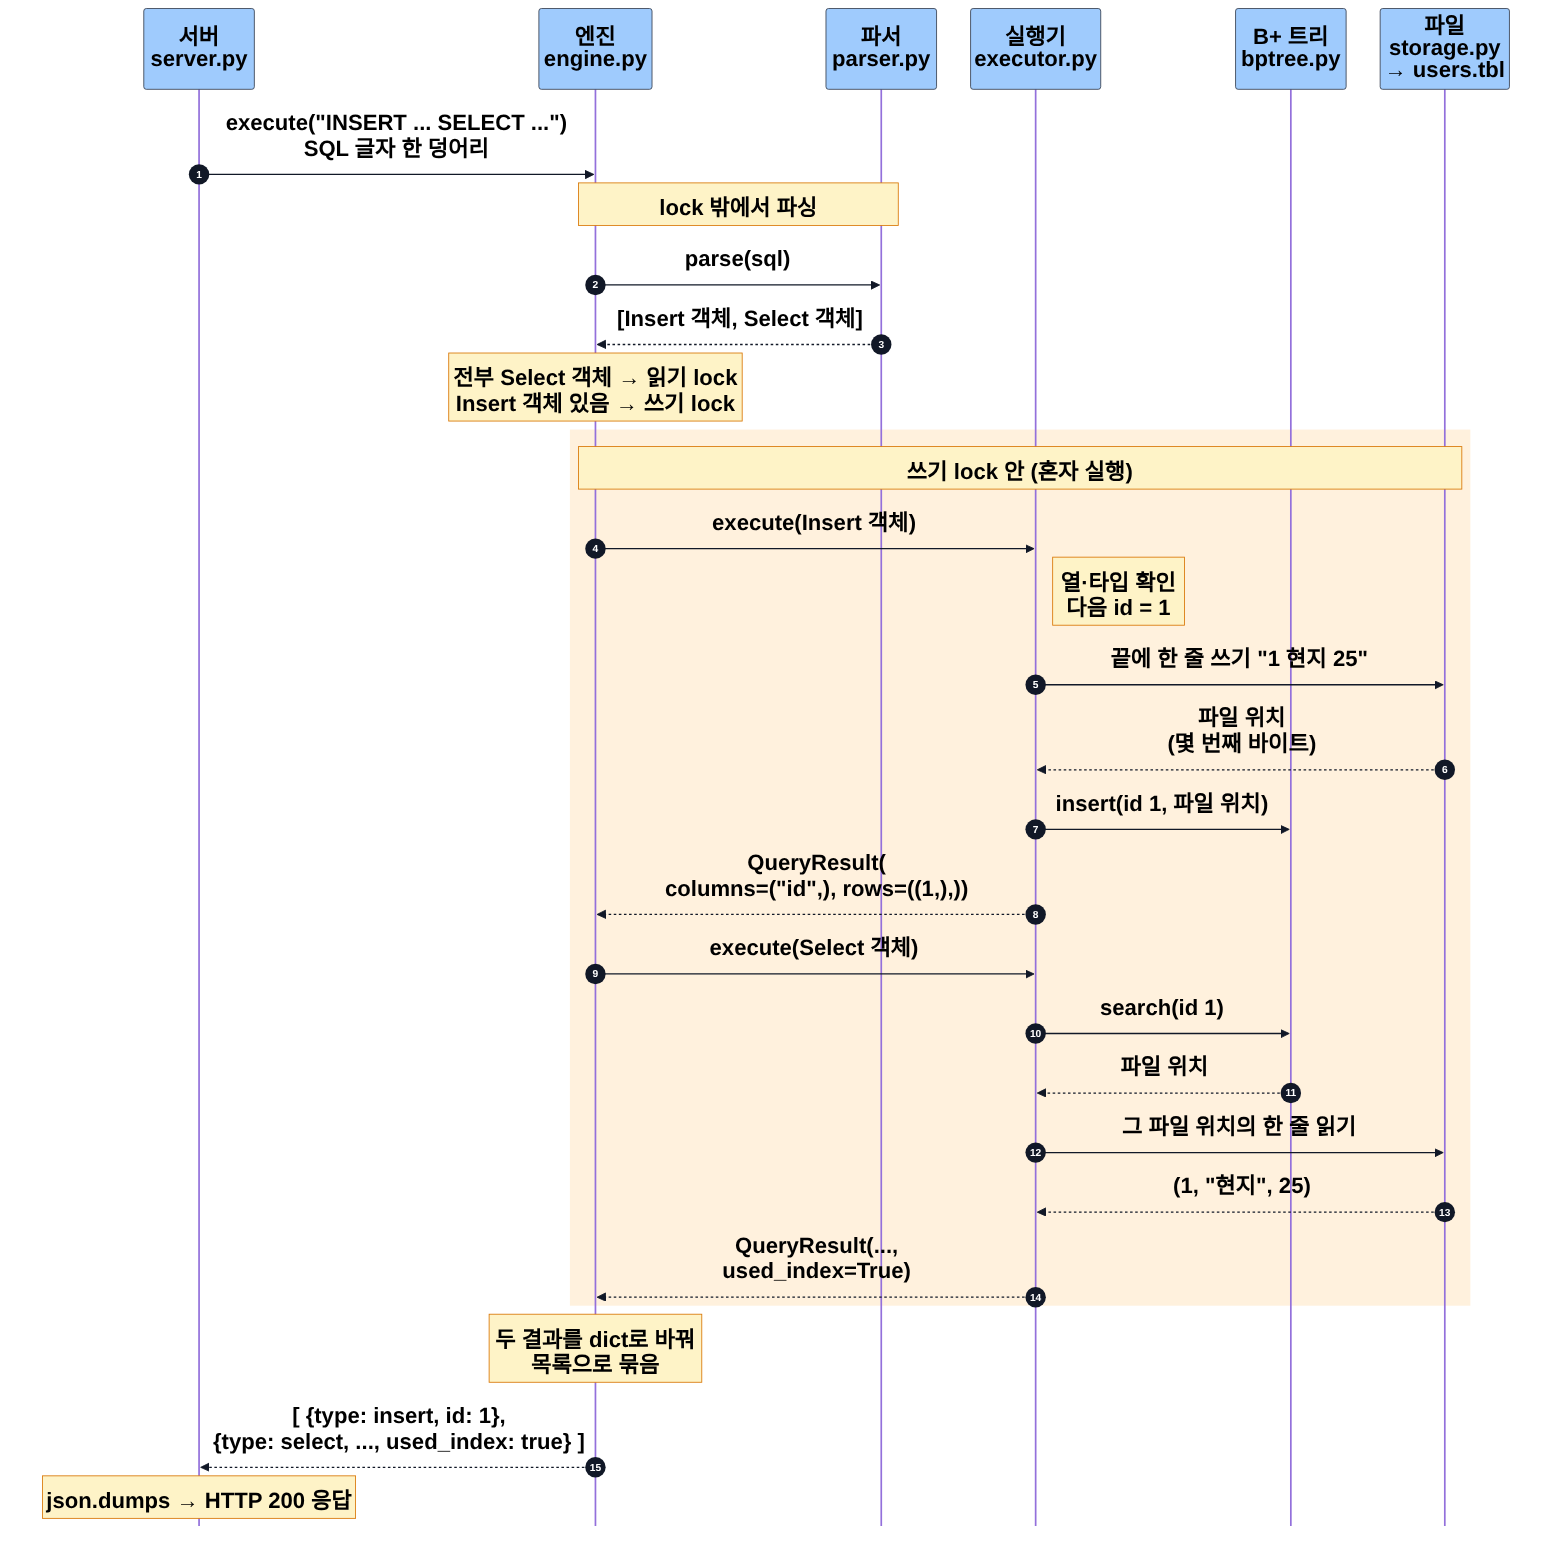 서버
server.py
엔진
engine.py
파서
parser.py
실행기
executor.py
B+ 트리
bptree.py
파일
storage.py
→ users.tbl
execute("INSERT ... SELECT ...")
SQL 글자 한 덩어리
1
lock 밖에서 파싱
parse(sql)
2
[Insert 객체, Select 객체]
3
전부 Select 객체 → 읽기 lock
Insert 객체 있음 → 쓰기 lock
쓰기 lock 안 (혼자 실행)
execute(Insert 객체)
4
열·타입 확인
다음 id = 1
끝에 한 줄 쓰기 "1 현지 25"
5
파일 위치
(몇 번째 바이트)
6
insert(id 1, 파일 위치)
7
QueryResult(
columns=("id",), rows=((1,),))
8
execute(Select 객체)
9
search(id 1)
10
파일 위치
11
그 파일 위치의 한 줄 읽기
12
(1, "현지", 25)
13
QueryResult(...,
used_index=True)
14
두 결과를 dict로 바꿔
목록으로 묶음
[ {type: insert, id: 1},
{type: select, ..., used_index: true} ]
15
json.dumps → HTTP 200 응답